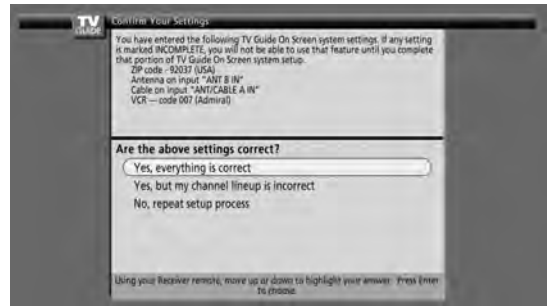 TV
GUIDE
Confirm Your Settings
You have entered the following TV Guide On Screen system settings. If any setting
is marked INCOMPLETE, you will not be able to use that feature until you complete
that portion of TV Guide On Screen system setup.
ZIP code - 92037 (USA)
Antenna on input "ANT B IN"
Cable on input "ANT/CABLE A IN"
VCR — code 007 (Admiral)
Are the above settings correct?
Yes, everything is correct
Yes, but my channel lineup is incorrect
No, repeat setup process
Using your Receiver remote, move up or down to highlight your answer. Press Enter
to choose.